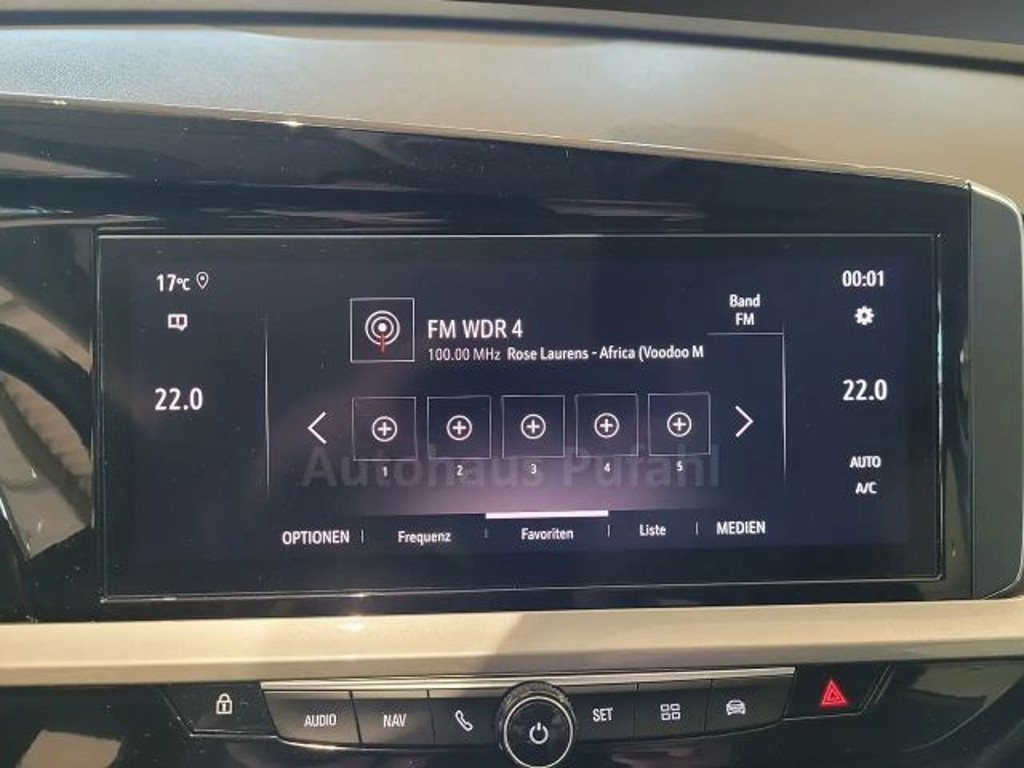 17°C
00:01
Band
FM
FM WDR 4
100.00 MHz Rose Laurens - Africa (Voodoo M
22.0
22.0
1 2 3 4 5
Autohaus Pufahl
AUTO
A/C
OPTIONEN Frequenz Favoriten Liste MEDIEN
AUDIO NAV SET